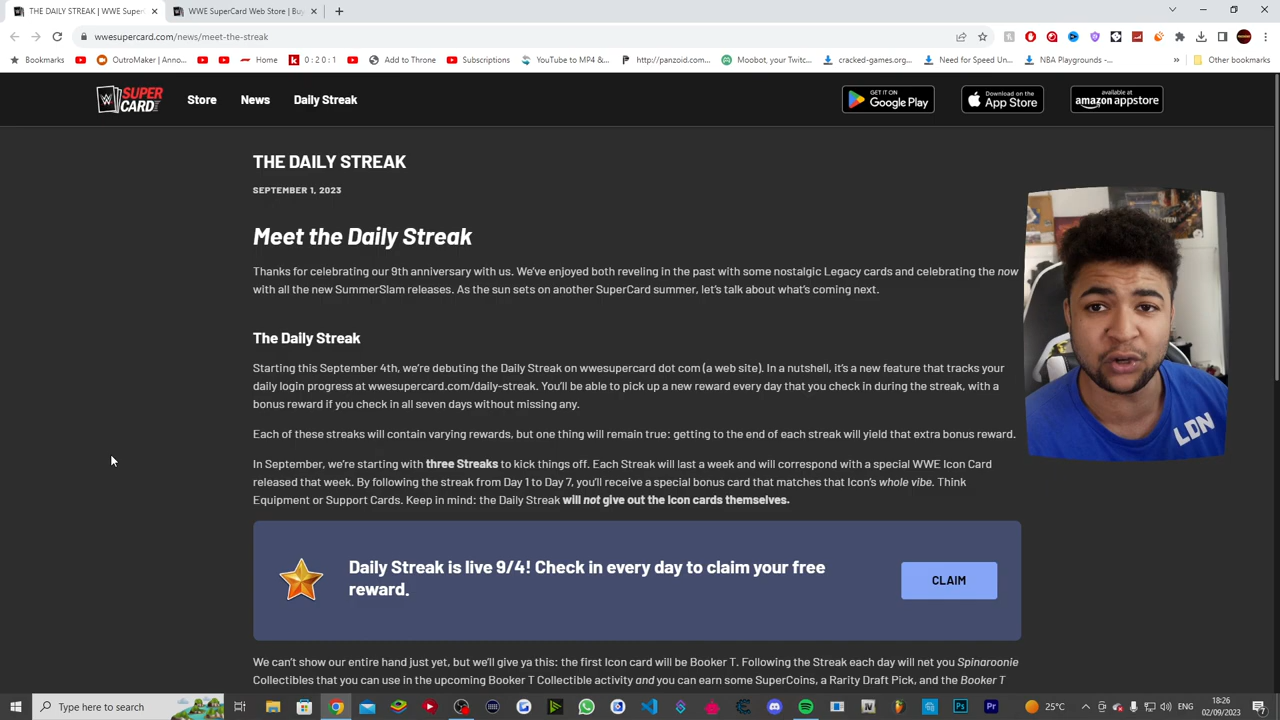 THE DAILY STREAK | WWE SuperC
WWE SuperCard Web Store | Buy
wwesupercard.com/news/meet-the-streak
Bookmarks
OutroMaker | Anno...
Home
0:2 0:1
Add to Throne
Subscriptions
YouTube to MP4 &...
http://panzoid.com...
Moobot, your Twitc...
cracked-games.org...
Need for Speed Un...
NBA Playgrounds -...
Other bookmarks
SUPER CARD
Store
News
Daily Streak
GET IT ON Google Play
Download on the App Store
available at amazon appstore
THE DAILY STREAK
SEPTEMBER 1, 2023
Meet the Daily Streak
Thanks for celebrating our 9th anniversary with us. We've enjoyed both reveling in the past with some nostalgic Legacy cards and celebrating the now
with all the new SummerSlam releases. As the sun sets on another SuperCard summer, let's talk about what's coming next.
The Daily Streak
Starting this September 4th, we're debuting the Daily Streak on wwesupercard dot com (a web site). In a nutshell, it's a new feature that tracks your
daily login progress at wwesupercard.com/daily-streak. You'll be able to pick up a new reward every day that you check in during the streak, with a
bonus reward if you check in all seven days without missing any.
Each of these streaks will contain varying rewards, but one thing will remain true: getting to the end of each streak will yield that extra bonus reward.
In September, we're starting with three Streaks to kick things off. Each Streak will last a week and will correspond with a special WWE Icon Card
released that week. By following the streak from Day 1 to Day 7, you'll receive a special bonus card that matches that Icon's whole vibe. Think
Equipment or Support Cards. Keep in mind: the Daily Streak will not give out the Icon cards themselves.
Daily Streak is live 9/4! Check in every day to claim your free
reward.
CLAIM
We can't show our entire hand just yet, but we'll give ya this: the first Icon card will be Booker T. Following the Streak each day will net you Spinaroonie
Collectibles that you can use in the upcoming Booker T Collectible activity and you can earn some SuperCoins, a Rarity Draft Pick, and the Booker T
LDN
Type here to search
25°C
ENG
18:26
02/09/2023